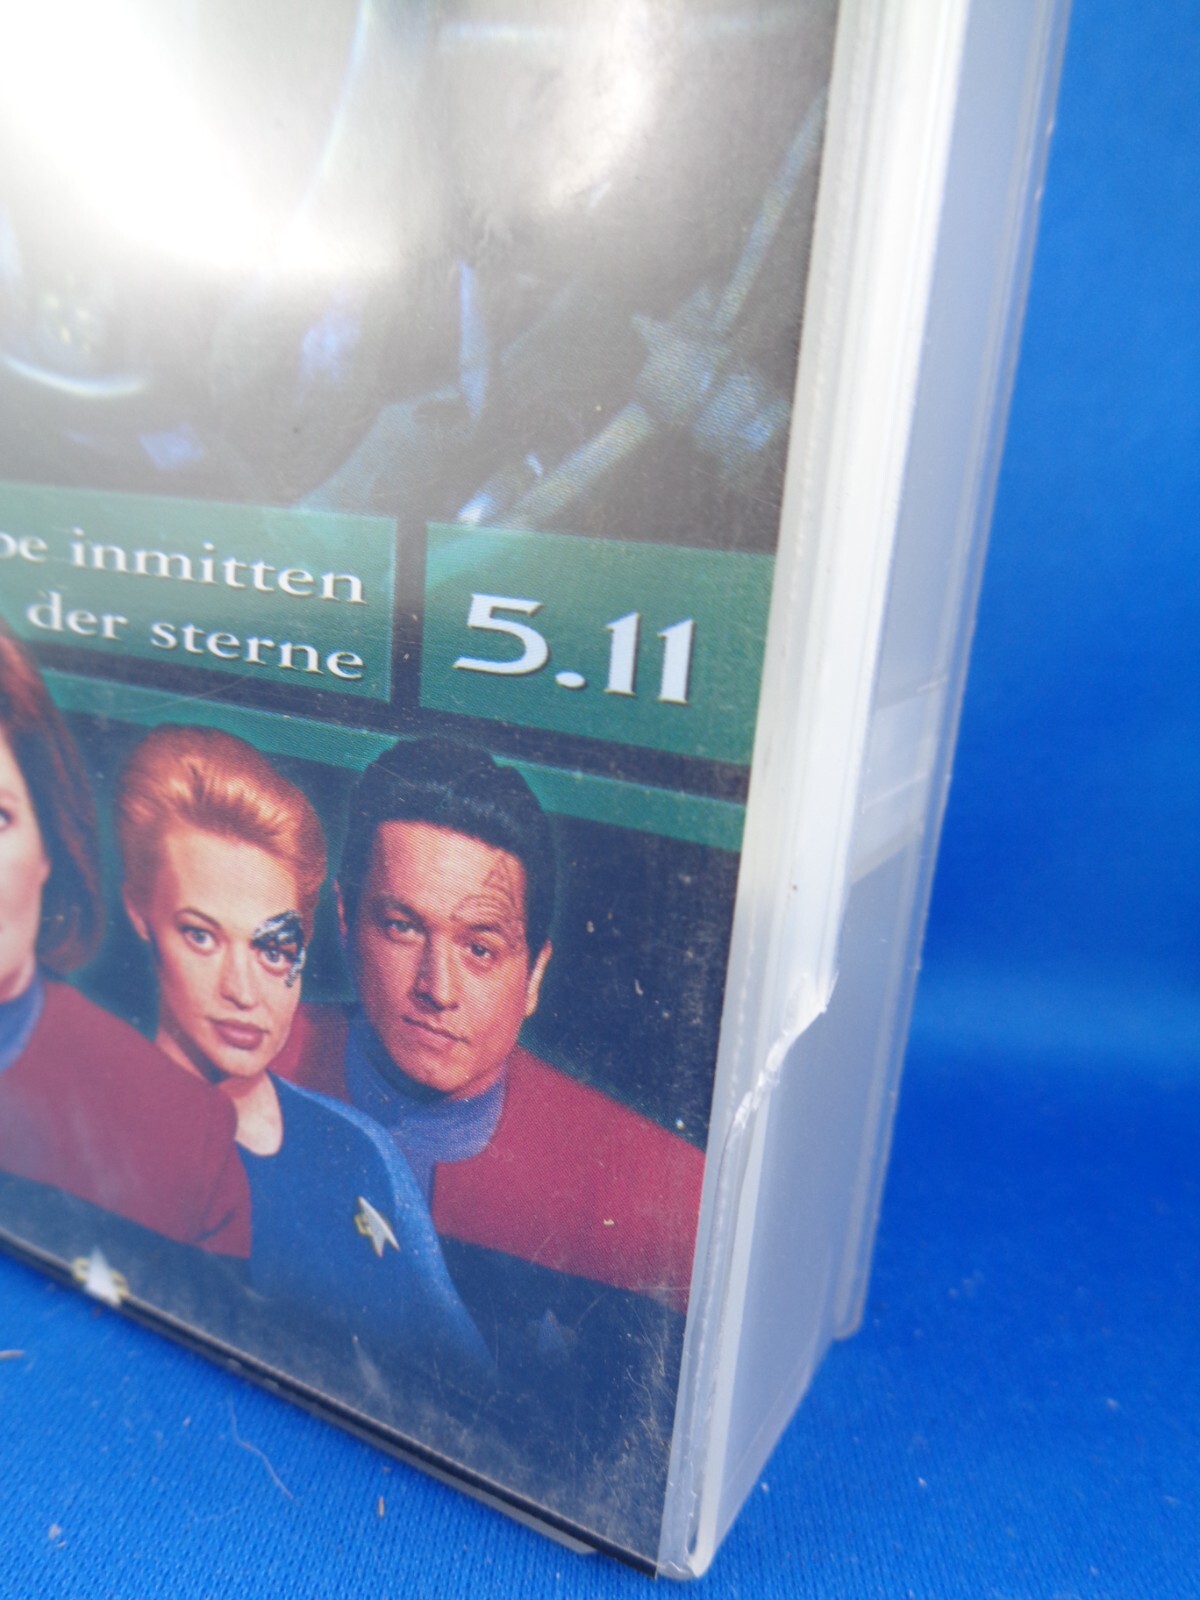 inmitten
der sterne
5.11